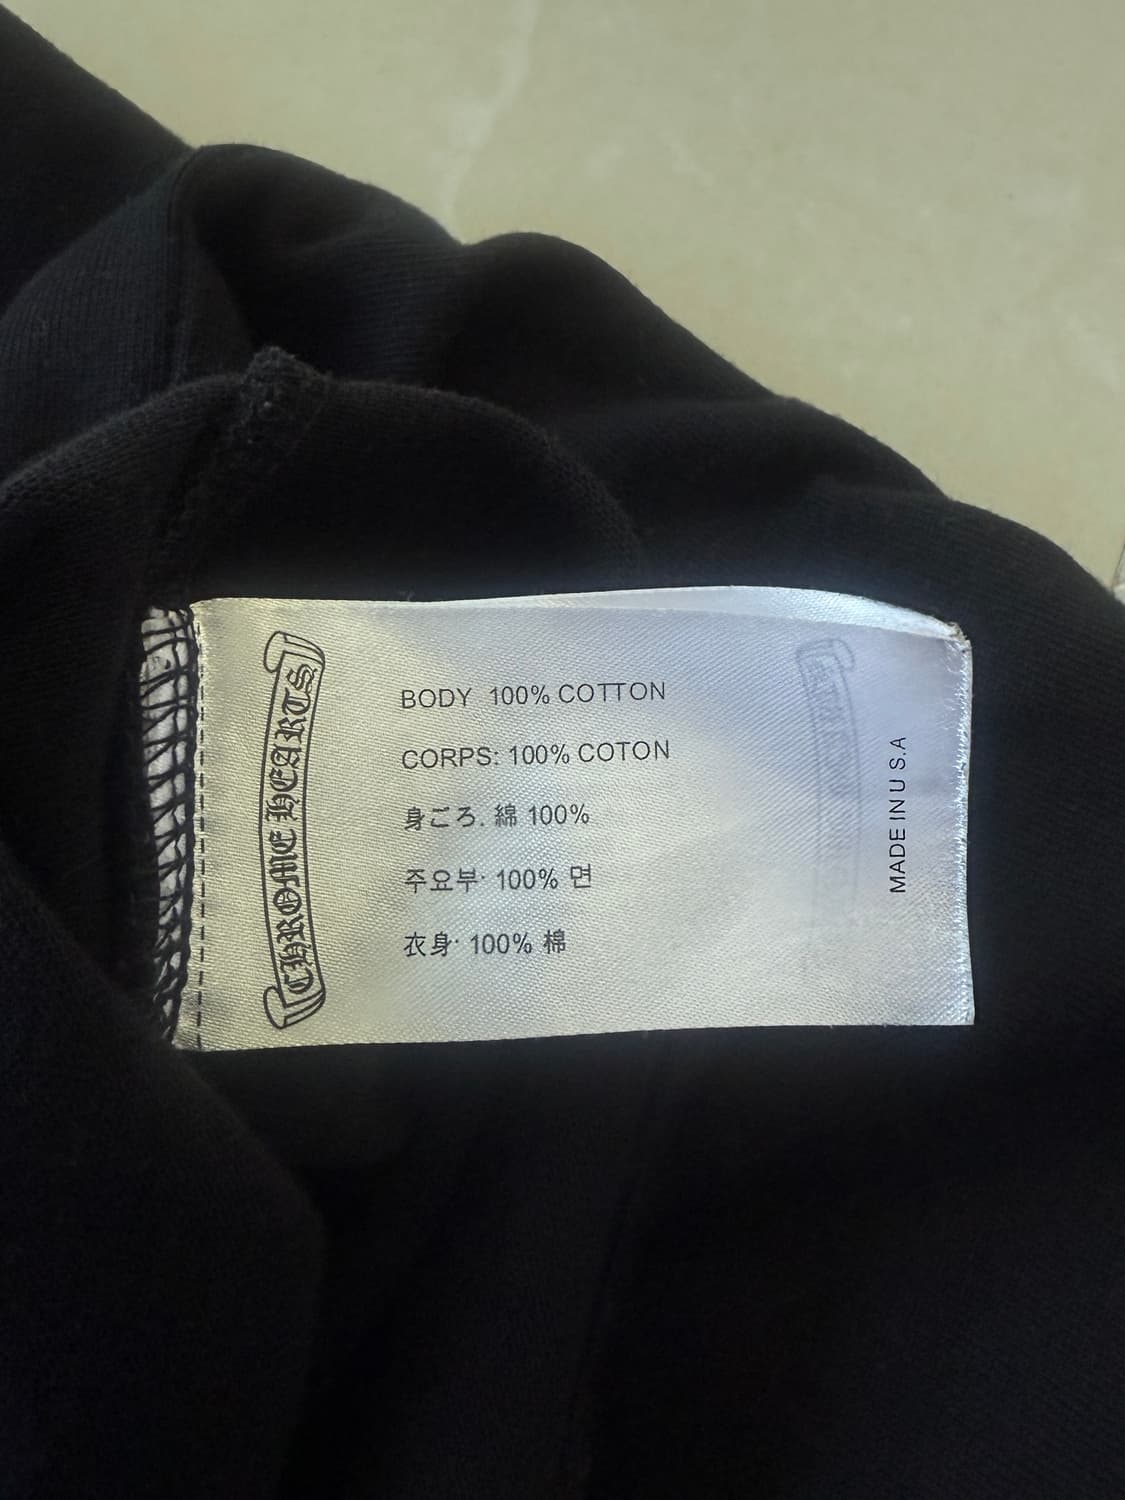 CHROME HEARTS
BODY 100% COTTON
CORPS: 100% COTON
身ごろ. 綿 100%
주요부· 100% 면
衣身· 100% 棉
MADE IN U S.A